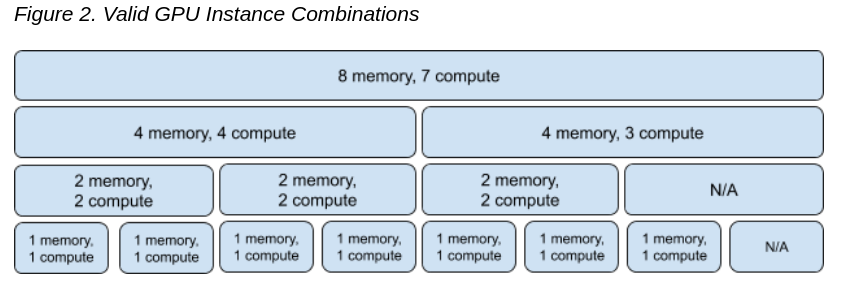 Figure 2. Valid GPU Instance Combinations
8 memory, 7 compute
4 memory, 4 compute
4 memory, 3 compute
2 memory,
2 compute
2 memory,
2 compute
2 memory,
2 compute
N/A
1 memory,
1 compute
1 memory,
1 compute
1 memory,
1 compute
1 memory,
1 compute
1 memory,
1 compute
1 memory,
1 compute
1 memory,
1 compute
N/A